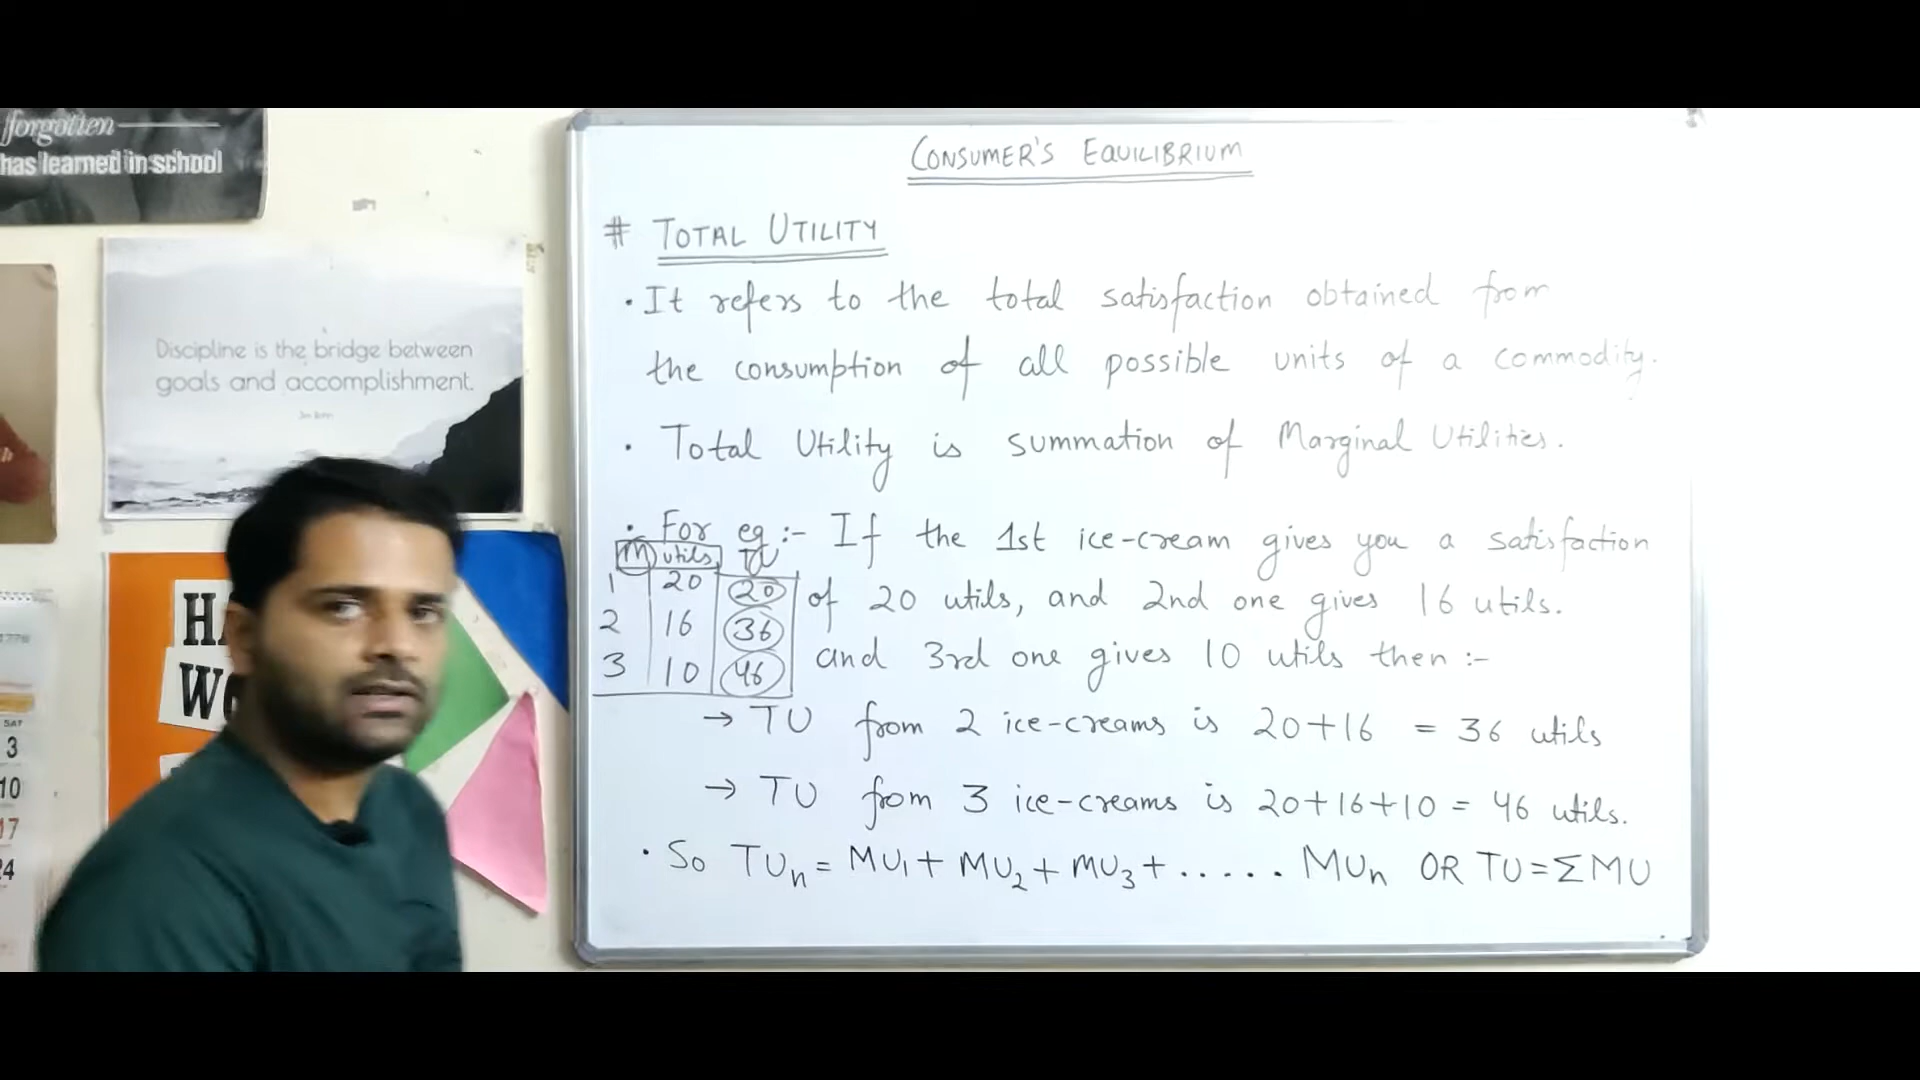 forgotten
has learned in school
Discipline is the bridge between
goals and accomplishment.
HA
WO
SAT
3
10
17
24
CONSUMER'S EQUILIBRIUM
# TOTAL UTILITY
· It refers to the total satisfaction obtained from
the consumption of all possible units of a commodity.
· Total Utility is summation of Marginal Utilities.
· For eg :- If the 1st ice-cream gives you a satisfaction
of 20 utils, and 2nd one gives 16 utils.
and 3rd one gives 10 utils then :-
M utils TU
1 20 20
2 16 36
3 10 46
→ TU from 2 ice-creams is 20+16 = 36 utils
→ TU from 3 ice-creams is 20+16+10 = 46 utils.
· So TUn = MU1 + MU2 + MU3 + ..... MUn OR TU = ΣMU